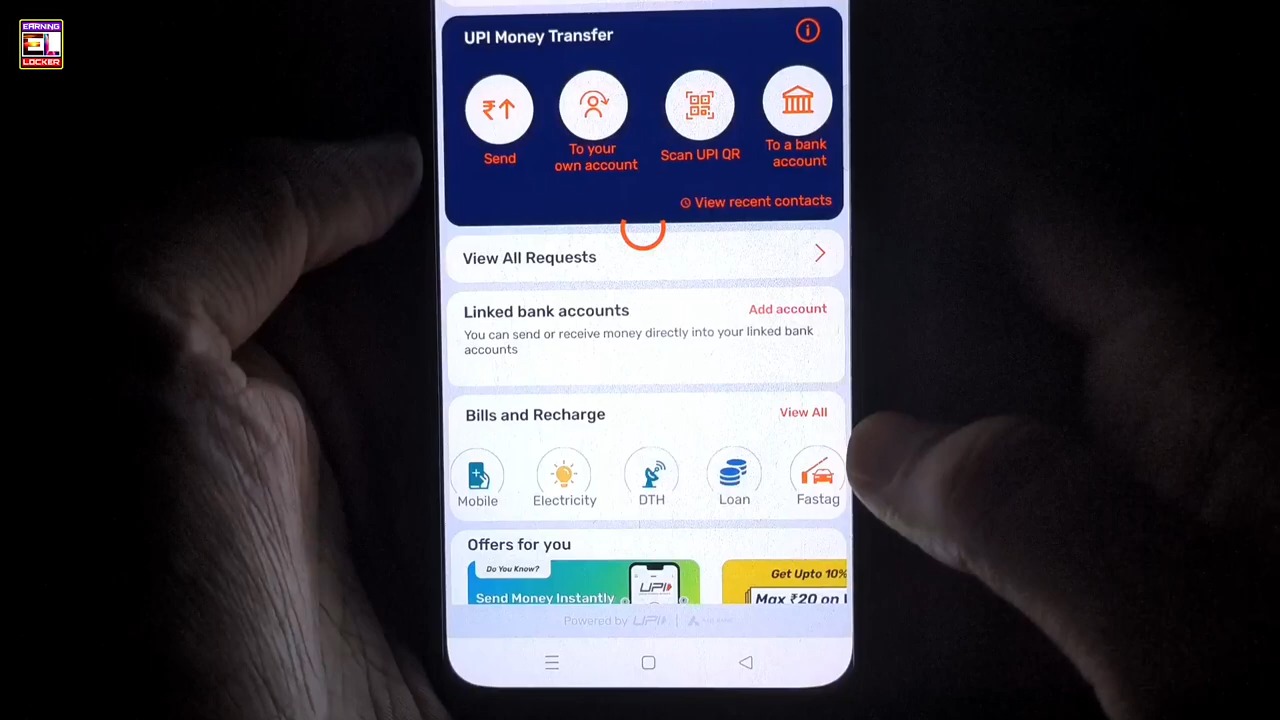 EARNING
EL
LOCKER
UPI Money Transfer
Send
To your
own account
Scan UPI QR
To a bank
account
View recent contacts
View All Requests
Linked bank accounts
Add account
You can send or receive money directly into your linked bank
accounts
Bills and Recharge
View All
Mobile
Electricity
DTH
Loan
Fastag
Offers for you
Do You Know?
UPI
Get Upto 10%
Send Money Instantly
Max ₹20 on
Powered by UPI